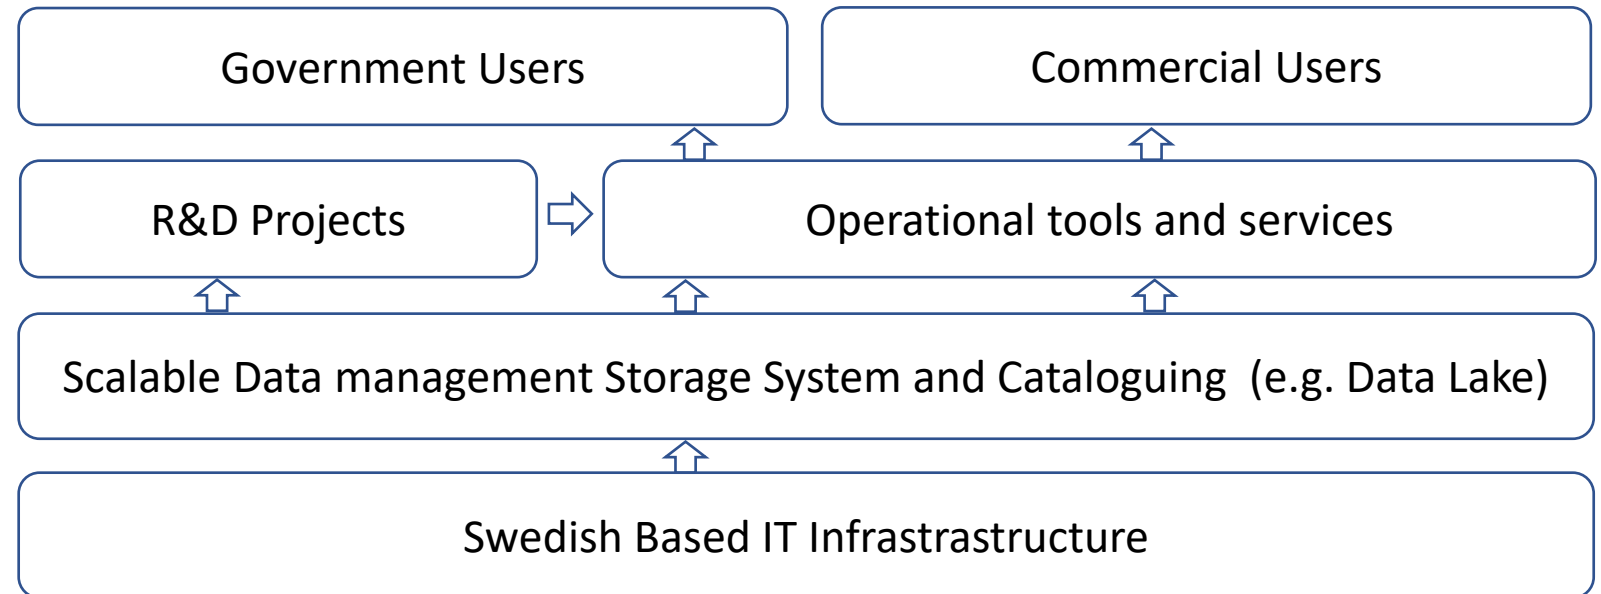 Government Users
Commercial Users
R&D Projects
Operational tools and services
Scalable Data management Storage System and Cataloguing  (e.g. Data Lake)
Swedish Based IT Infrastrastructure